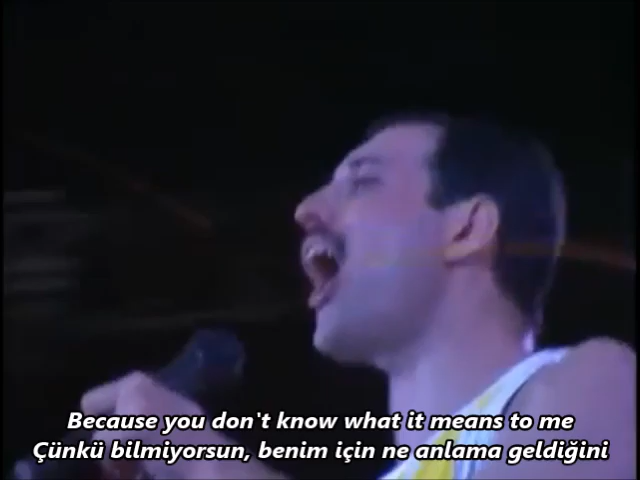 Because you don't know what it means to me
Çünkü bilmiyorsun, benim için ne anlama geldiğini